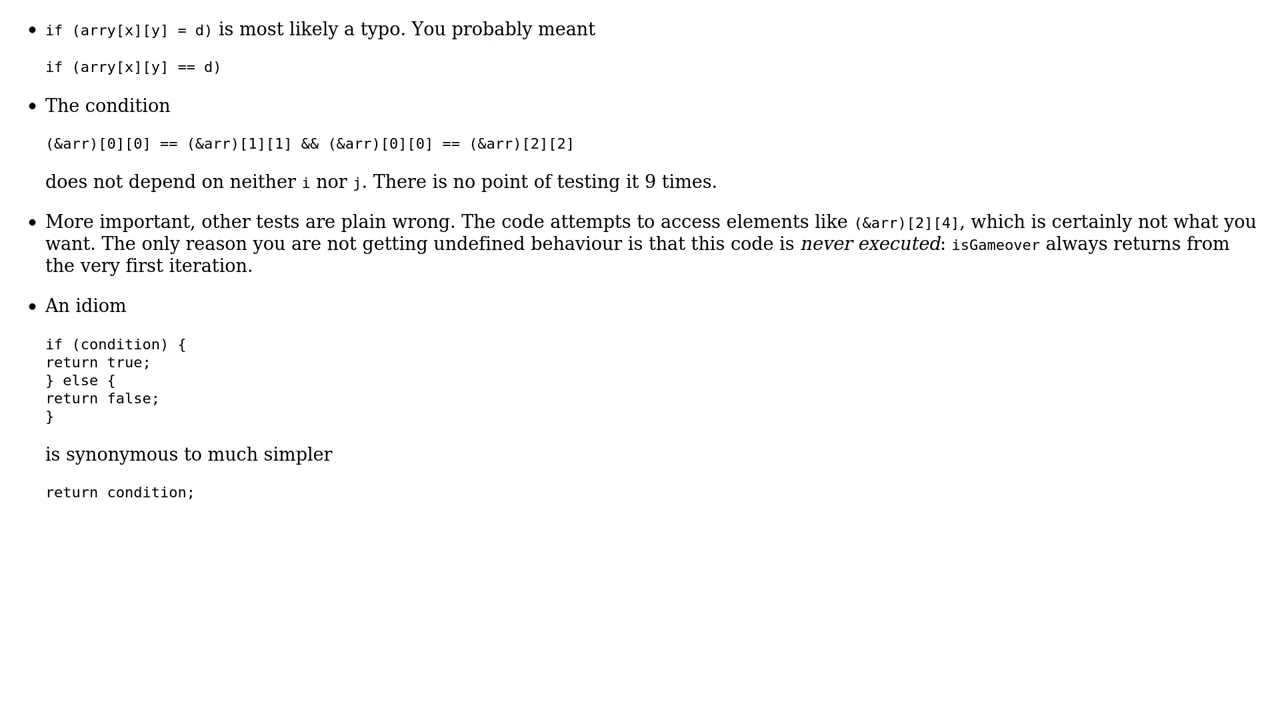 • if (arry[x][y] = d) is most likely a typo. You probably meant
if (arry[x][y] == d)
• The condition
(&arr)[0][0] == (&arr)[1][1] && (&arr)[0][0] == (&arr)[2][2]
does not depend on neither i nor j. There is no point of testing it 9 times.
• More important, other tests are plain wrong. The code attempts to access elements like (&arr)[2][4], which is certainly not what you
want. The only reason you are not getting undefined behaviour is that this code is never executed: isGameover always returns from
the very first iteration.
• An idiom
if (condition) {
return true;
} else {
return false;
}
is synonymous to much simpler
return condition;